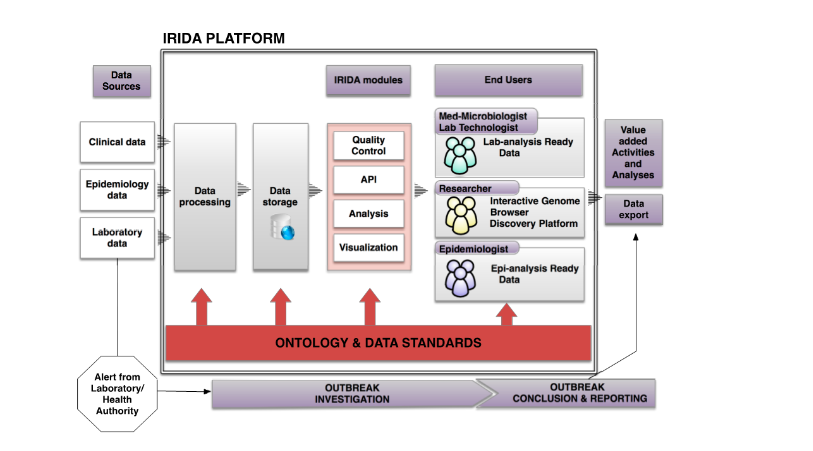 IRIDA PLATFORM
Data
Sources
IRIDA modules
End Users
Clinical data
Epidemiology
data
Laboratory
data
Data
processing
Data
storage
Quality
Control
API
Analysis
Visualization
Med-Microbiologist
Lab Technologist
Lab-analysis Ready
Data
Researcher
Interactive Genome
Browser
Discovery Platform
Epidemiologist
Epi-analysis Ready
Data
Value
added
Activities
and
Analyses
Data
export
ONTOLOGY & DATA STANDARDS
Alert from
Laboratory/
Health
Authority
OUTBREAK
INVESTIGATION
OUTBREAK
CONCLUSION & REPORTING